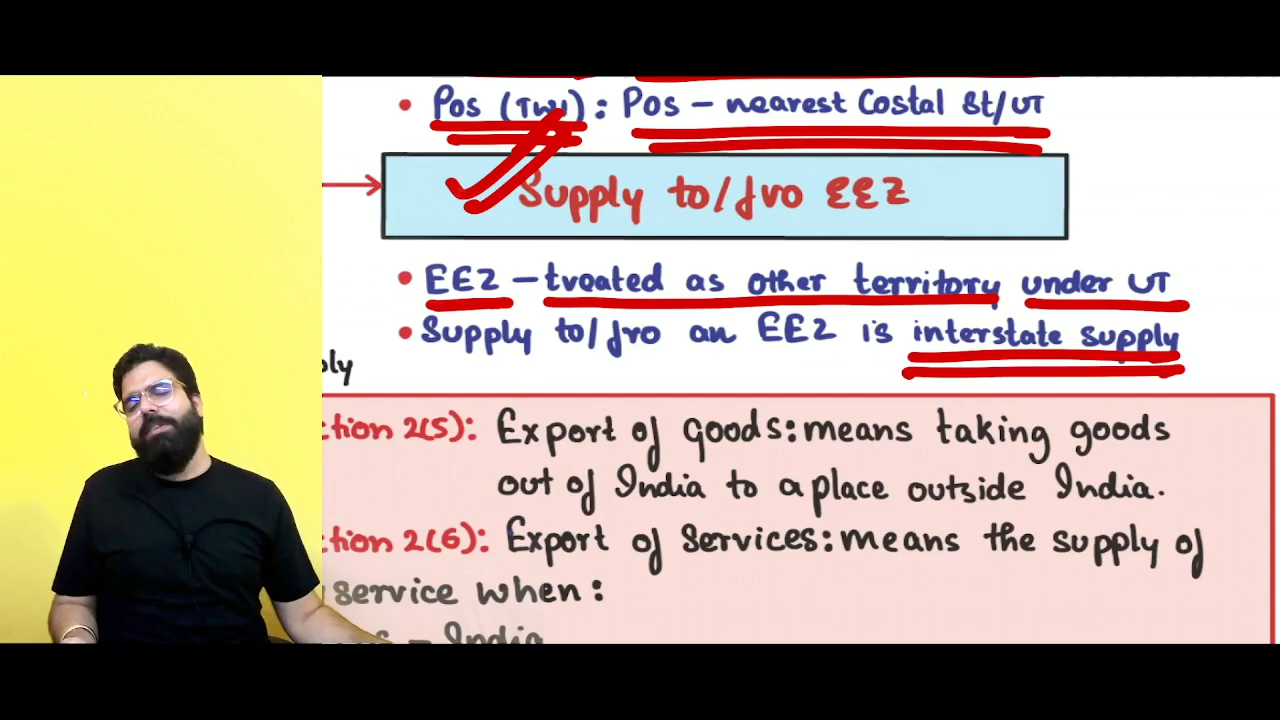 • Pos (TWI) : Pos – nearest Costal St/UT
Supply to/fro EEZ
• EEZ – treated as other territory under UT
• Supply to/fro an EEZ is interstate supply
ply
ction 2(5): Export of goods: means taking goods
out of India to a place outside India.
ction 2(6): Export of Services: means the supply of
service when:
– India